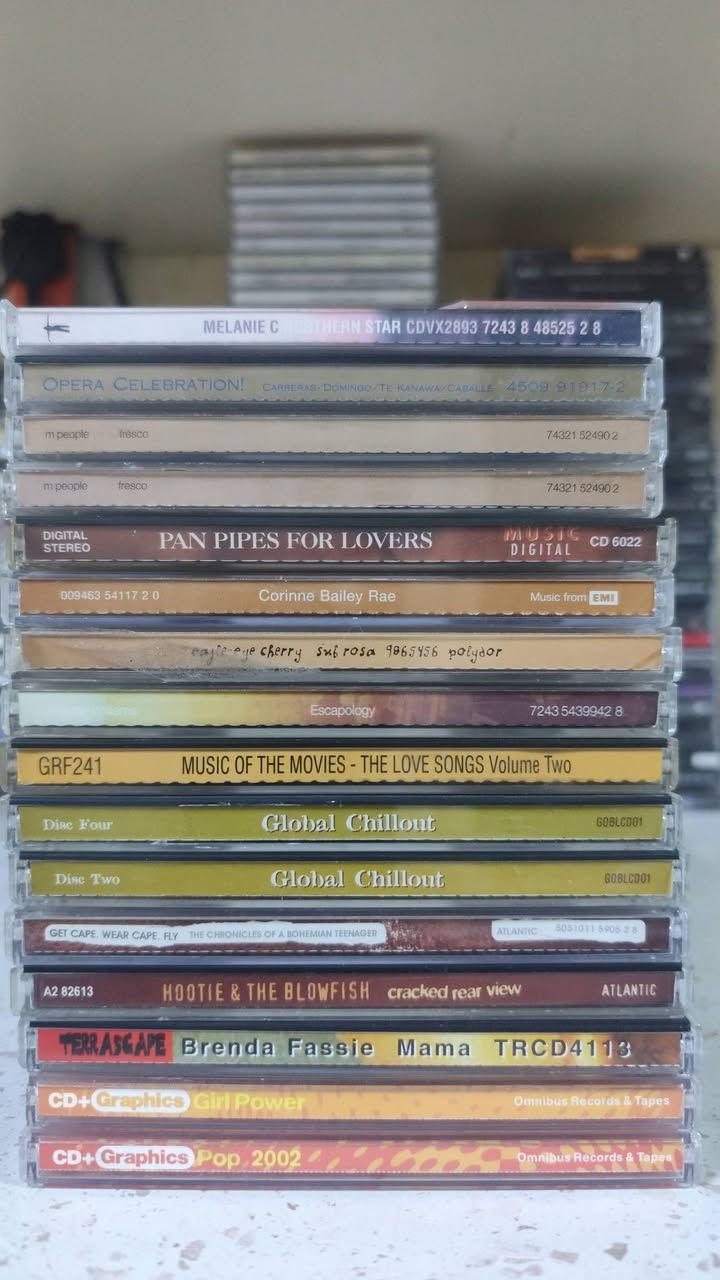 MELANIE C NORTHERN STAR CDVX2893 7243 8 48525 2 8
OPERA CELEBRATION! CARRERAS/DOMINGO/TE KANAWA/CABALLE 4509 91017-2
m people fresco 74321 52490 2
m people fresco 74321 52490 2
DIGITAL STEREO PAN PIPES FOR LOVERS MUSIC DIGITAL CD 6022
009463 54117 2 0 Corinne Bailey Rae Music from EMI
eagle-eye cherry sub rosa 9865456 polydor
Escapology 7243 5439942 8
GRF241 MUSIC OF THE MOVIES - THE LOVE SONGS Volume Two
Disc Four Global Chillout GOBLCD01
Disc Two Global Chillout GOBLCD01
GET CAPE. WEAR CAPE. FLY THE CHRONICLES OF A BOHEMIAN TEENAGER ATLANTIC 5051011 5905 2 8
A2 82613 HOOTIE & THE BLOWFISH cracked rear view ATLANTIC
TERRASCAPE Brenda Fassie Mama TRCD4113
CD+Graphics Girl Power Omnibus Records & Tapes
CD+Graphics Pop 2002 Omnibus Records & Tapes